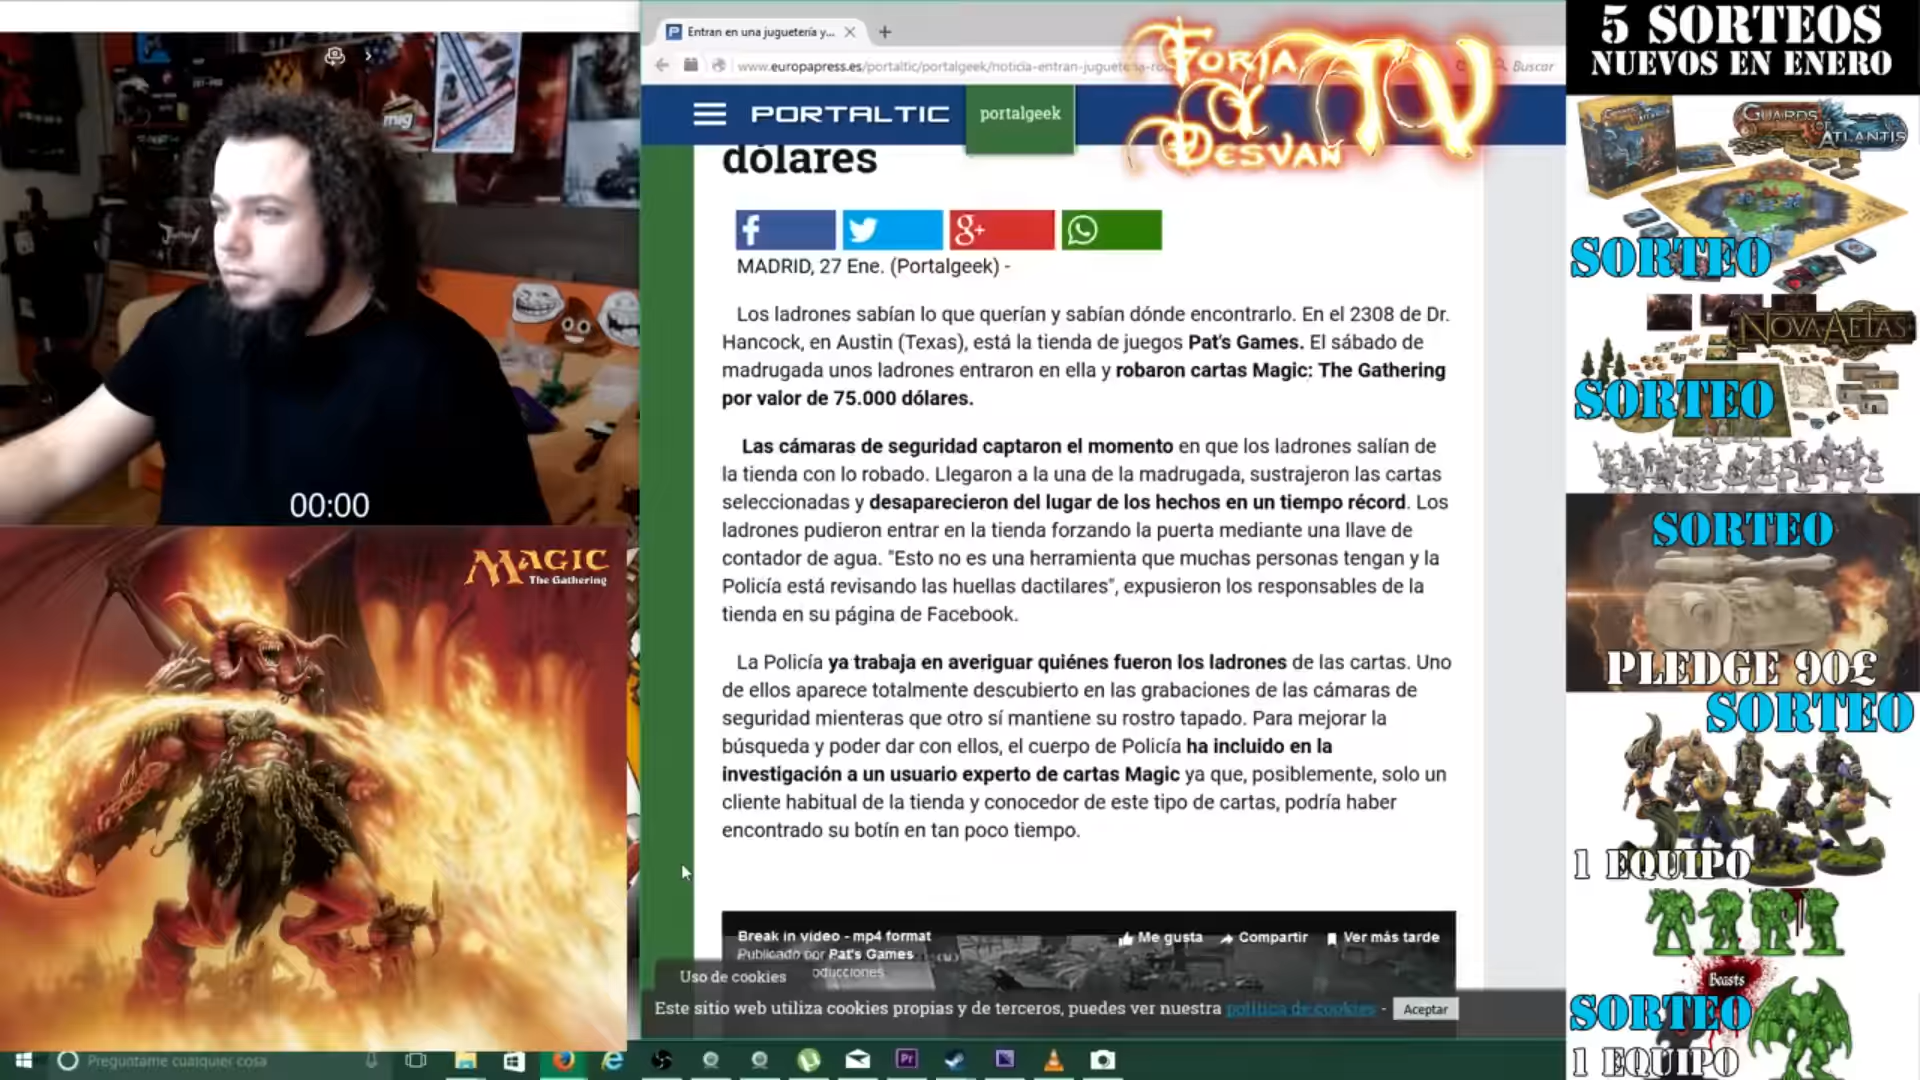 Entran en una juguetería y...
www.europapress.es/portaltic/portalgeek/noticia-entran-juguete
Buscar
FORJA
Y
DESVAN
TV
PORTALTIC
portalgeek
dólares
MADRID, 27 Ene. (Portalgeek) -
Los ladrones sabían lo que querían y sabían dónde encontrarlo. En el 2308 de Dr.
Hancock, en Austin (Texas), está la tienda de juegos Pat's Games. El sábado de
madrugada unos ladrones entraron en ella y robaron cartas Magic: The Gathering
por valor de 75.000 dólares.
Las cámaras de seguridad captaron el momento en que los ladrones salían de
la tienda con lo robado. Llegaron a la una de la madrugada, sustrajeron las cartas
seleccionadas y desaparecieron del lugar de los hechos en un tiempo récord. Los
ladrones pudieron entrar en la tienda forzando la puerta mediante una llave de
contador de agua. "Esto no es una herramienta que muchas personas tengan y la
Policía está revisando las huellas dactilares", expusieron los responsables de la
tienda en su página de Facebook.
La Policía ya trabaja en averiguar quiénes fueron los ladrones de las cartas. Uno
de ellos aparece totalmente descubierto en las grabaciones de las cámaras de
seguridad mienteras que otro sí mantiene su rostro tapado. Para mejorar la
búsqueda y poder dar con ellos, el cuerpo de Policía ha incluido en la
investigación a un usuario experto de cartas Magic ya que, posiblemente, solo un
cliente habitual de la tienda y conocedor de este tipo de cartas, podría haber
encontrado su botín en tan poco tiempo.
Break in video - mp4 format
Me gusta
Compartir
Ver más tarde
Publicado por Pat's Games
oducciones
Uso de cookies
Este sitio web utiliza cookies propias y de terceros, puedes ver nuestra política de cookies - Aceptar
mig
00:00
MAGIC
The Gathering
5 SORTEOS
NUEVOS EN ENERO
GUARDS OF ATLANTIS
SORTEO
NOVA AETAS
SORTEO
SORTEO
PLEDGE 90£
SORTEO
1 EQUIPO
Beasts
SORTEO
1 EQUIPO
Pregúntame cualquier cosa
Pr